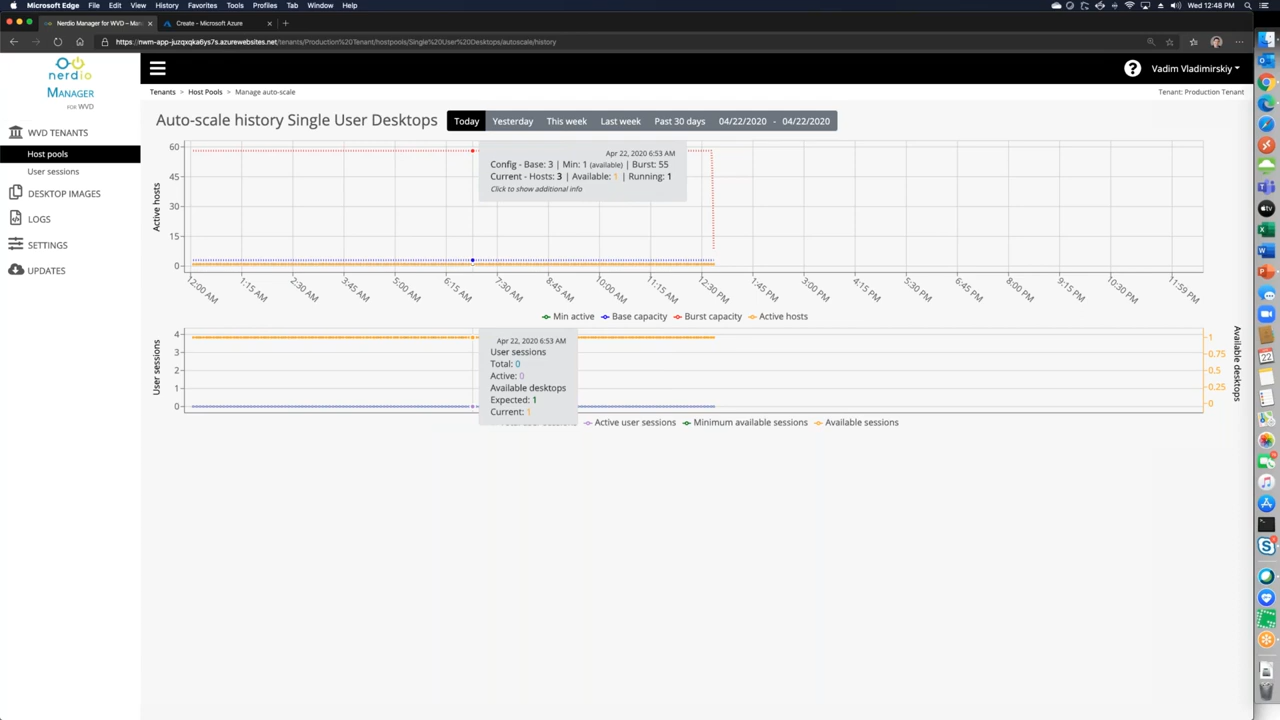 Microsoft Edge File Edit View History Favorites Tab Window Help
Wed 12:48 PM
Nerdio Manager for WVD – Man
Create - Microsoft Azure
https://nwm-app-juzqxqka6ys7s.azurewebsites.net/tenants/Production%20Tenant/hostpools/Single%20User%20Desktops/autoscale/history
nerdio
MANAGER
FOR WVD
Vadim Vladimirskiy
WVD TENANTS
Host pools
User sessions
DESKTOP IMAGES
LOGS
SETTINGS
UPDATES
Tenants > Host Pools > Manage auto-scale
Tenant: Production Tenant
Auto-scale history Single User Desktops
Today Yesterday This week Last week Past 30 days 04/22/2020 - 04/22/2020
Active hosts
60
45
30
15
0
Apr 22, 2020 6:53 AM
Config - Base: 3 | Min: 1 (available) | Burst: 55
Current - Hosts: 3 | Available: 1 | Running: 1
Click to show additional info
12:00 AM 1:15 AM 2:30 AM 3:45 AM 5:00 AM 6:15 AM 7:30 AM 8:45 AM 10:00 AM 11:15 AM 12:30 PM 1:45 PM 3:00 PM 4:15 PM 5:30 PM 6:45 PM 8:00 PM 9:15 PM 10:30 PM 11:59 PM
Min active Base capacity Burst capacity Active hosts
User sessions
4
3
2
1
0
Apr 22, 2020 6:53 AM
User sessions
Total: 0
Active: 0
Available desktops
Expected: 1
Current: 1
1
0.75
0.5
0.25
0
Available desktops
Active user sessions Minimum available sessions Available sessions